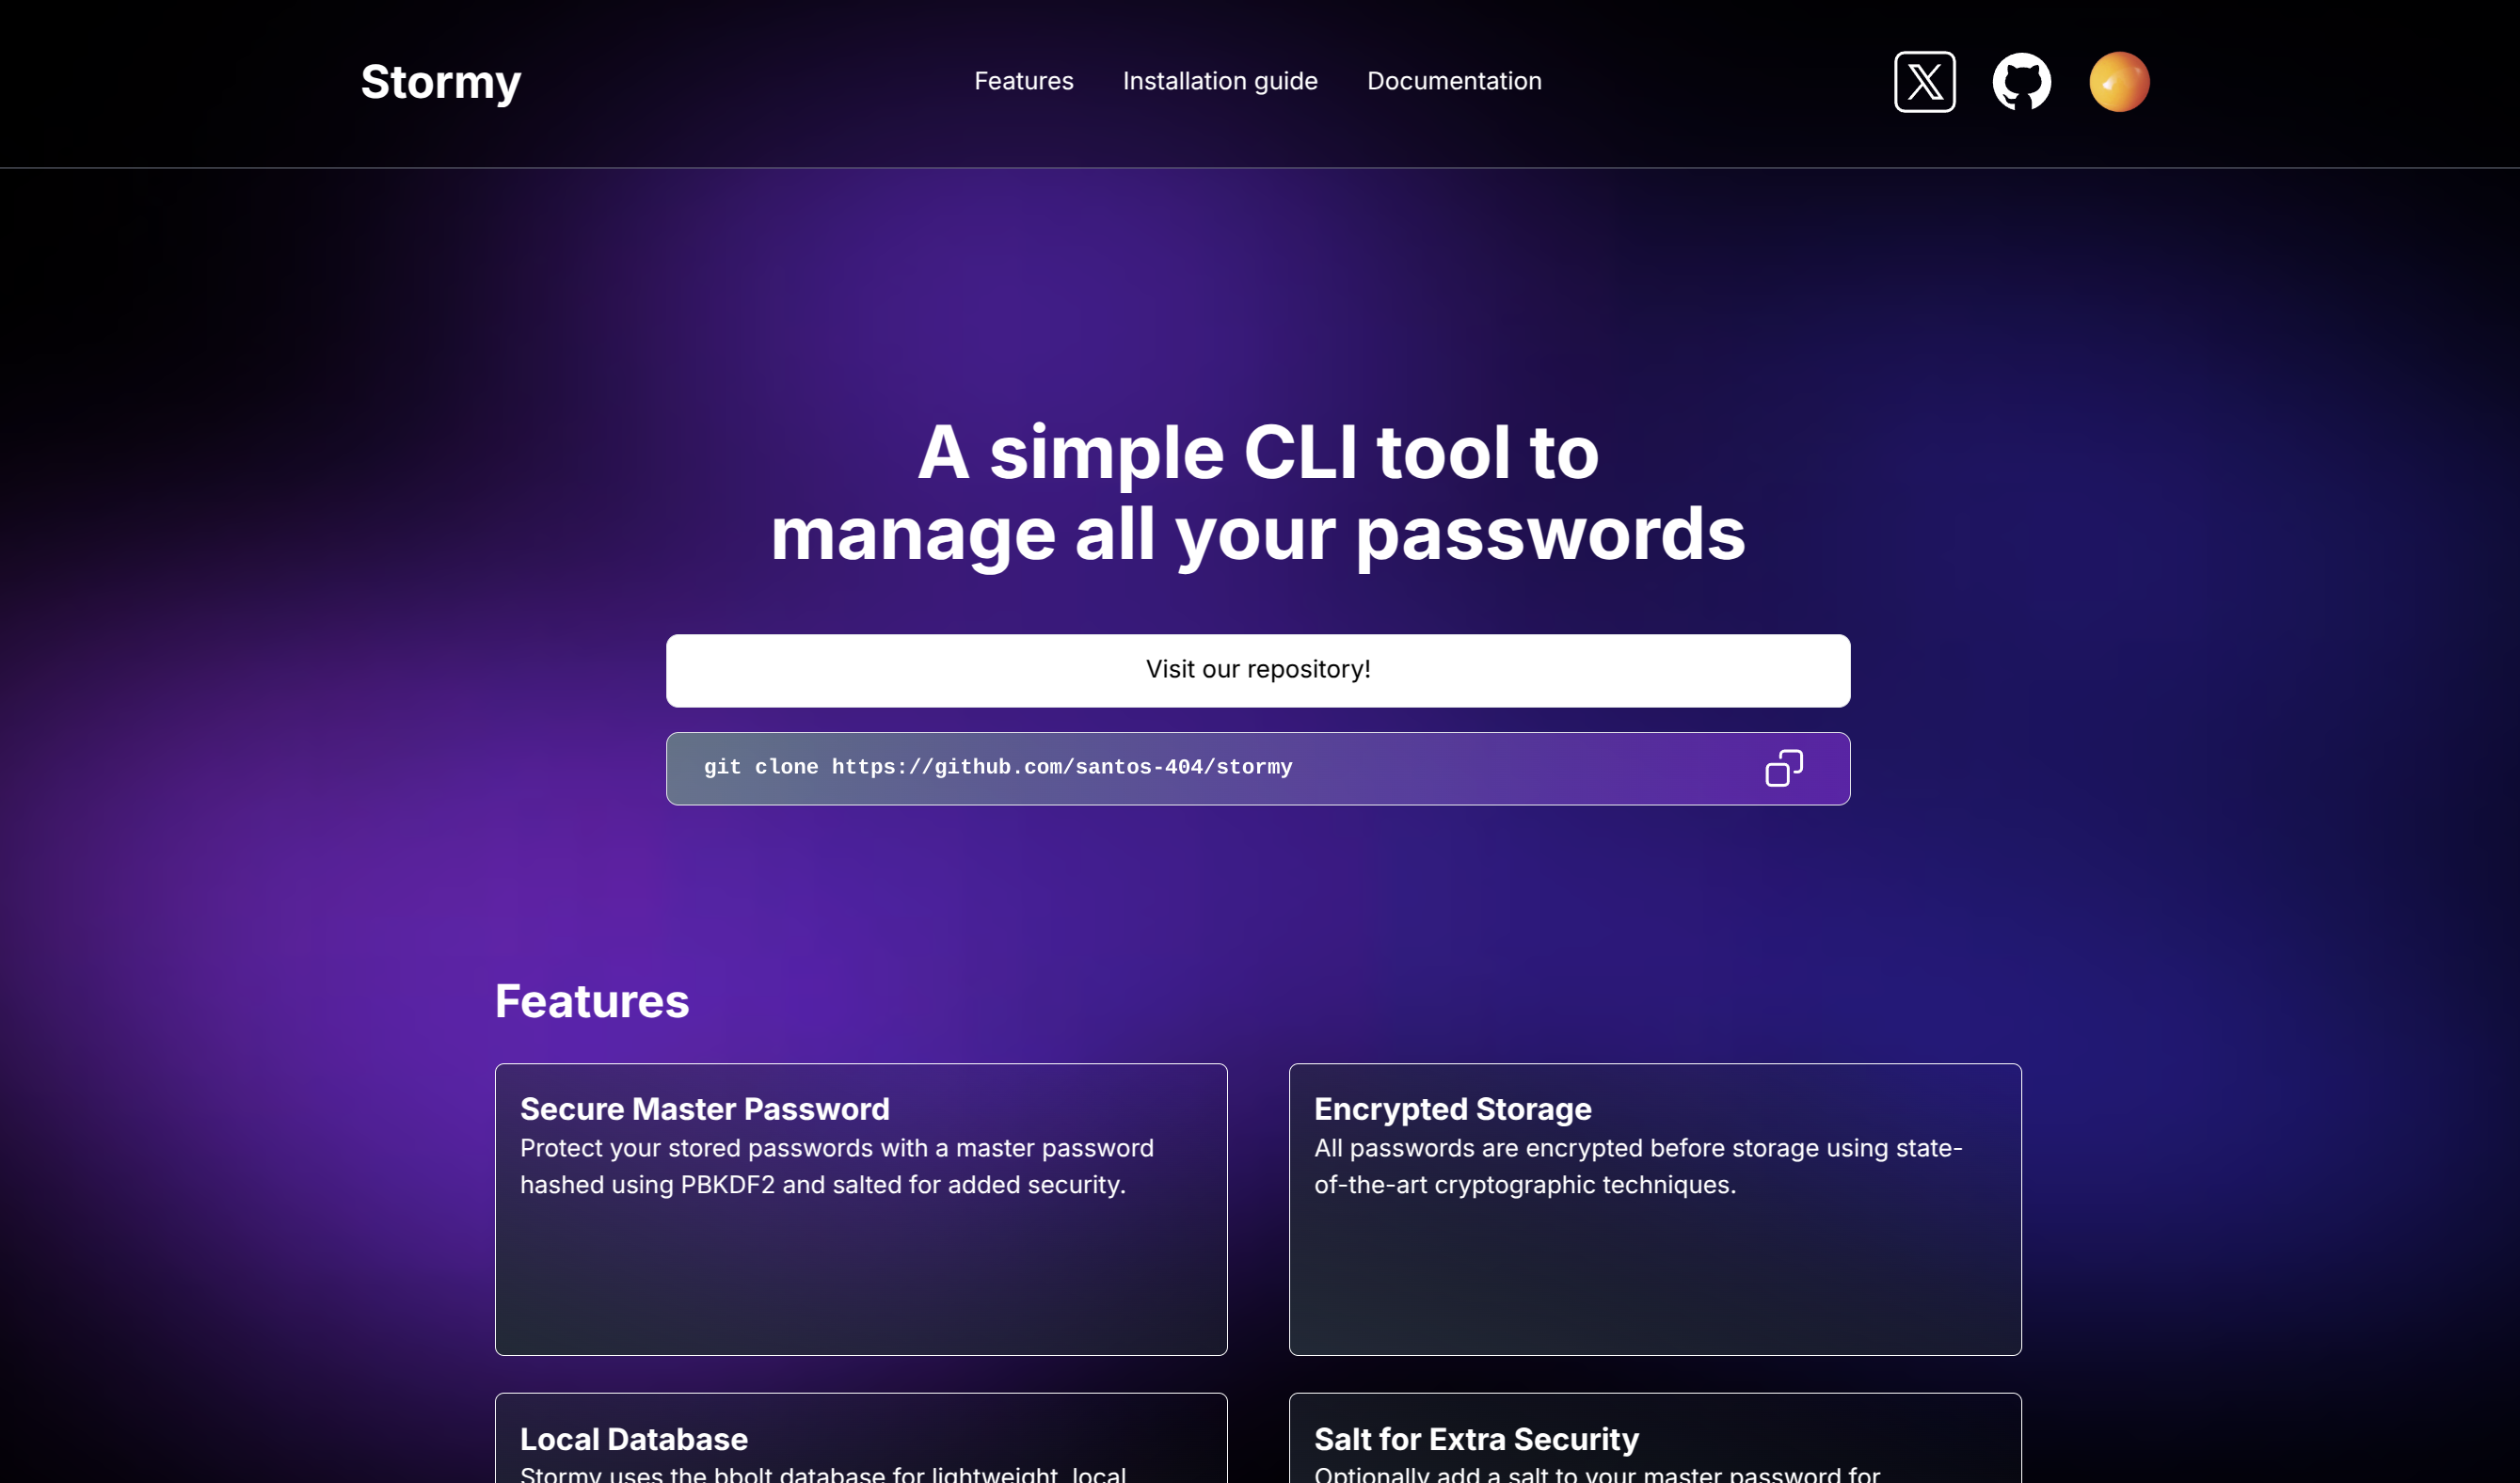 Stormy
Features
Installation guide
Documentation
A simple CLI tool to
manage all your passwords
Visit our repository!
git clone https://github.com/santos-404/stormy
Features
Secure Master Password
Protect your stored passwords with a master password
hashed using PBKDF2 and salted for added security.
Encrypted Storage
All passwords are encrypted before storage using state-
of-the-art cryptographic techniques.
Local Database
Stormy uses the bbolt database for lightweight, local
Salt for Extra Security
Optionally add a salt to your master password for